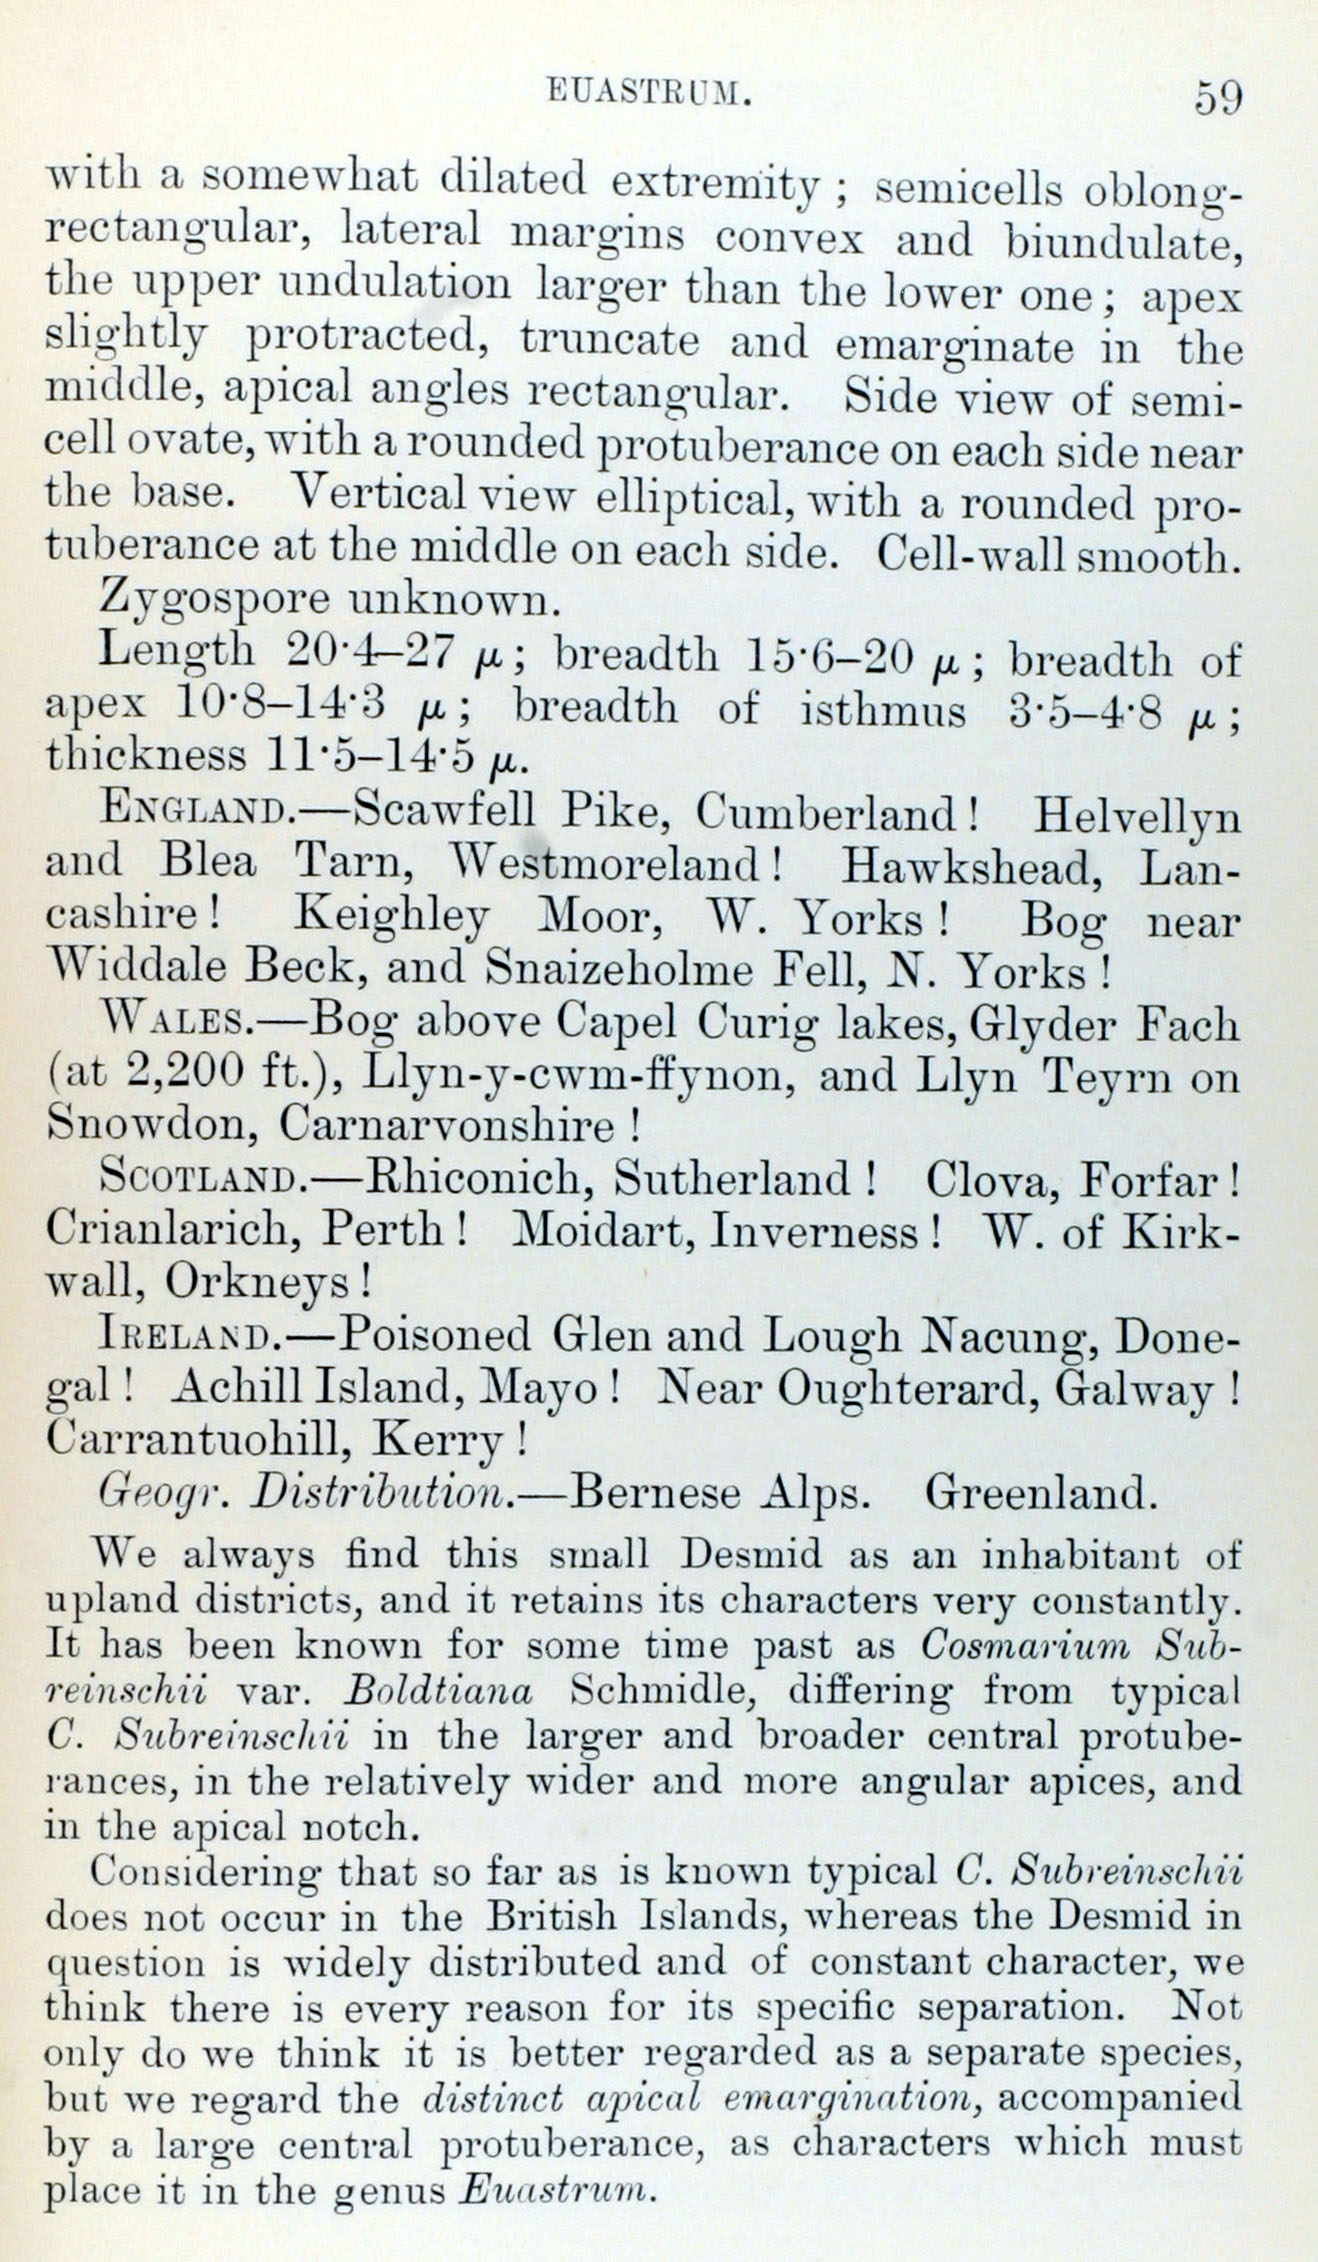 EUASTRUM. 59
with a somewhat dilated extremity ; semicells oblong-
rectangular, lateral margins convex and biundulate,
the upper undulation larger than the lower one ; apex
slightly protracted, truncate and emarginate in the
middle, apical angles rectangular. Side view of semi-
cell ovate, with a rounded protuberance on each side near
the base. Vertical view elliptical, with a rounded pro-
tuberance at the middle on each side. Cell-wall smooth.
Zygospore unknown.
Length 20·4–27 μ ; breadth 15·6–20 μ ; breadth of
apex 10·8–14·3 μ ; breadth of isthmus 3·5–4·8 μ ;
thickness 11·5–14·5 μ.
ENGLAND.—Scawfell Pike, Cumberland ! Helvellyn
and Blea Tarn, Westmoreland ! Hawkshead, Lan-
cashire ! Keighley Moor, W. Yorks ! Bog near
Widdale Beck, and Snaizeholme Fell, N. Yorks !
WALES.—Bog above Capel Curig lakes, Glyder Fach
(at 2,200 ft.), Llyn-y-cwm-ffynon, and Llyn Teyrn on
Snowdon, Carnarvonshire !
SCOTLAND.—Rhiconich, Sutherland ! Clova, Forfar !
Crianlarich, Perth ! Moidart, Inverness ! W. of Kirk-
wall, Orkneys !
IRELAND.—Poisoned Glen and Lough Nacung, Done-
gal ! Achill Island, Mayo ! Near Oughterard, Galway !
Carrantuohill, Kerry !
Geogr. Distribution.—Bernese Alps. Greenland.
We always find this small Desmid as an inhabitant of
upland districts, and it retains its characters very constantly.
It has been known for some time past as Cosmarium Sub-
reinschii var. Boldtiana Schmidle, differing from typical
C. Subreinschii in the larger and broader central protube-
rances, in the relatively wider and more angular apices, and
in the apical notch.
Considering that so far as is known typical C. Subreinschii
does not occur in the British Islands, whereas the Desmid in
question is widely distributed and of constant character, we
think there is every reason for its specific separation. Not
only do we think it is better regarded as a separate species,
but we regard the distinct apical emargination, accompanied
by a large central protuberance, as characters which must
place it in the genus Euastrum.